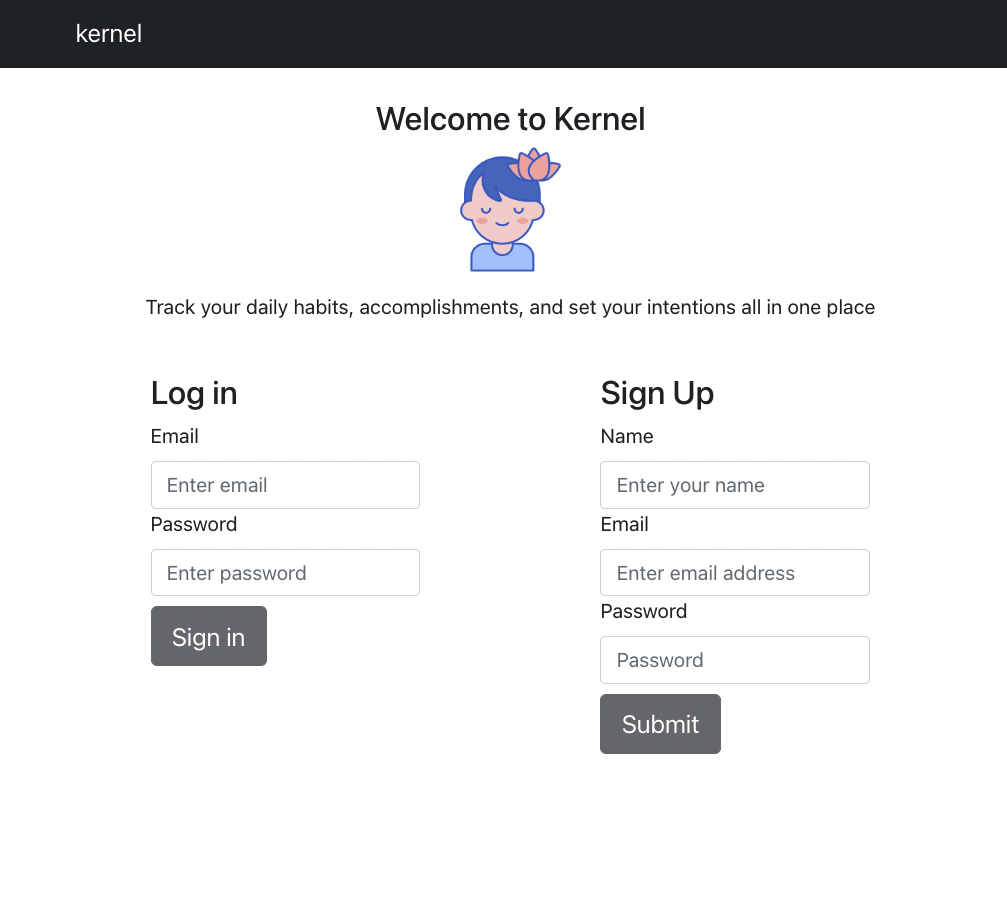 kernel
Welcome to Kernel
Track your daily habits, accomplishments, and set your intentions all in one place
Log in
Email
Enter email
Password
Enter password
Sign in
Sign Up
Name
Enter your name
Email
Enter email address
Password
Password
Submit